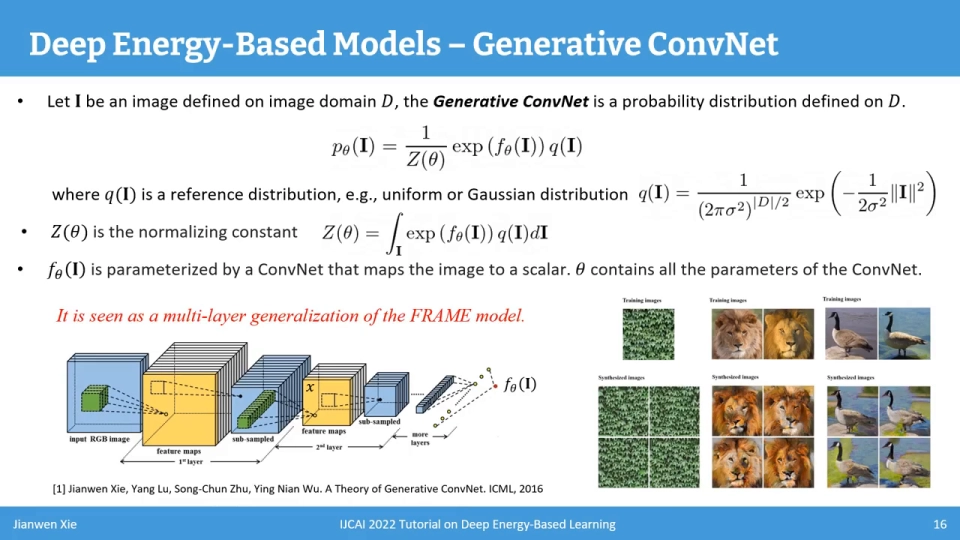 Deep Energy-Based Models – Generative ConvNet
• Let I be an image defined on image domain D, the Generative ConvNet is a probability distribution defined on D.
p_θ(I) = 1/Z(θ) exp (f_θ(I)) q(I)
where q(I) is a reference distribution, e.g., uniform or Gaussian distribution q(I) = 1/(2πσ²)^{|D|/2} exp (−1/(2σ²) ||I||²)
• Z(θ) is the normalizing constant Z(θ) = ∫_I exp (f_θ(I)) q(I)dI
• f_θ(I) is parameterized by a ConvNet that maps the image to a scalar. θ contains all the parameters of the ConvNet.
It is seen as a multi-layer generalization of the FRAME model.
Training images
Training images
Training images
Synthesized images
Synthesized images
Synthesized images
x
f_θ(I)
input RGB image
feature maps
sub-sampled
feature maps
sub-sampled
......
more layers
1st layer
2nd layer
[1] Jianwen Xie, Yang Lu, Song-Chun Zhu, Ying Nian Wu. A Theory of Generative ConvNet. ICML, 2016
Jianwen Xie
IJCAI 2022 Tutorial on Deep Energy-Based Learning
16